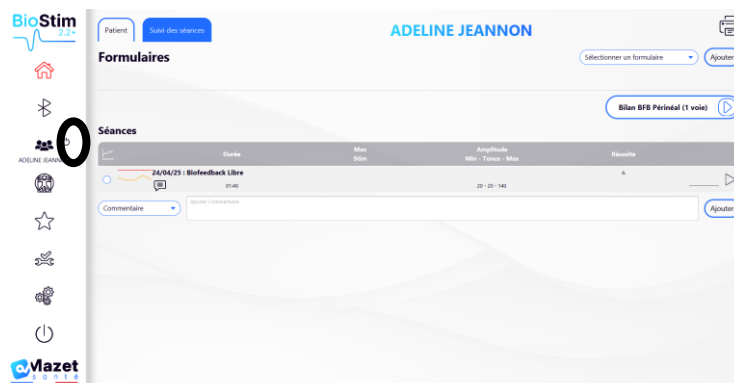 BioStim
2.2+
Patient
Suivi des séances
ADELINE JEANNON
Formulaires
Sélectionner un formulaire
Ajouter
Bilan BFB Périnéal (1 voie)
Séances
ADELINE JEANN
Durée
Max
Stim
Amplitude
Min - Tonus - Max
Réussite
24/04/25 : Biofeedback Libre
01:49
20 - 20 - 140
Commentaire
Ajouter Commentaire
Ajouter
Mazet
santé